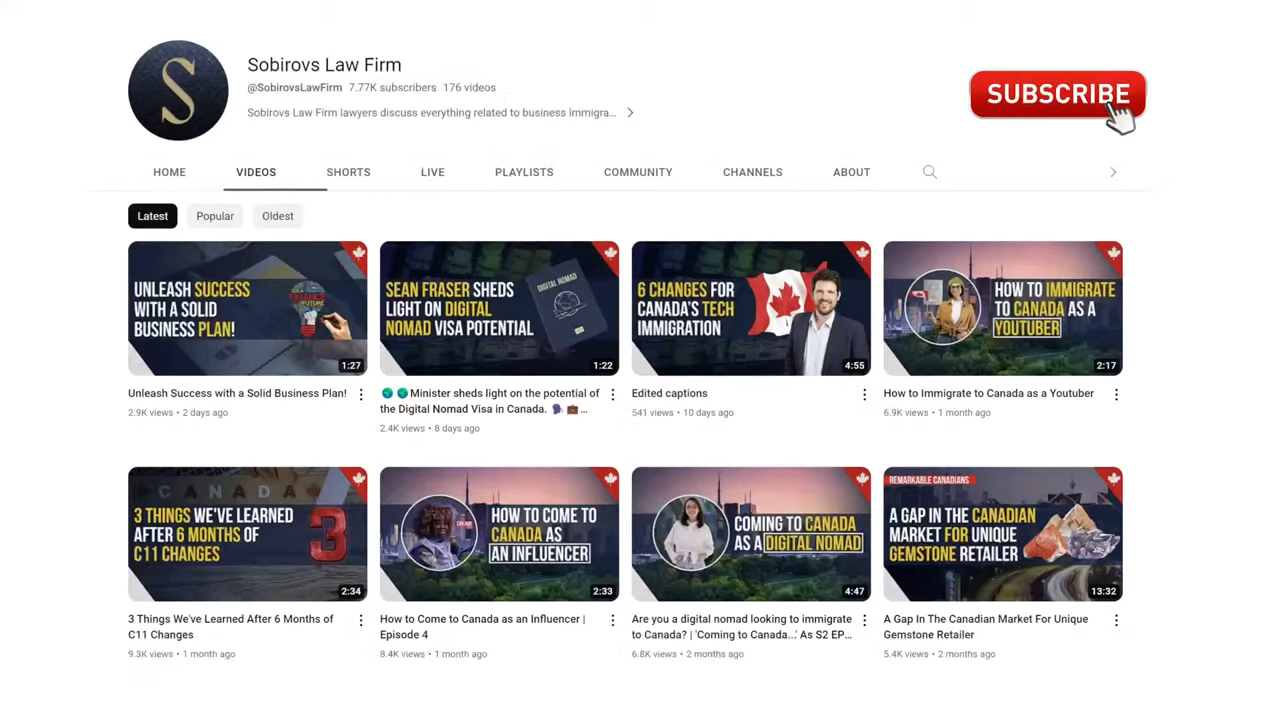 S
Sobirovs Law Firm
@SobirovsLawFirm 7.77K subscribers 176 videos
Sobirovs Law Firm lawyers discuss everything related to business immigra...
SUBSCRIBE
HOME VIDEOS SHORTS LIVE PLAYLISTS COMMUNITY CHANNELS ABOUT
Latest Popular Oldest
UNLEASH SUCCESS
WITH A SOLID
BUSINESS PLAN!
1:27
Unleash Success with a Solid Business Plan!
2.9K views • 2 days ago
SEAN FRASER SHEDS
LIGHT ON DIGITAL
NOMAD VISA POTENTIAL
DIGITAL NOMAD
1:22
🌎 🌎Minister sheds light on the potential of
the Digital Nomad Visa in Canada. 🗣️ 💼...
2.4K views • 8 days ago
6 CHANGES FOR
CANADA'S TECH
IMMIGRATION
4:55
Edited captions
541 views • 10 days ago
HOW TO IMMIGRATE
TO CANADA AS A
YOUTUBER
2:17
How to Immigrate to Canada as a Youtuber
6.9K views • 1 month ago
CANADA
3 THINGS WE'VE LEARNED
AFTER 6 MONTHS OF
C11 CHANGES
3
2:34
3 Things We've Learned After 6 Months of
C11 Changes
9.3K views • 1 month ago
HOW TO COME TO
CANADA AS
AN INFLUENCER
2:33
How to Come to Canada as an Influencer |
Episode 4
8.4K views • 1 month ago
COMING TO CANADA
AS A DIGITAL NOMAD
4:47
Are you a digital nomad looking to immigrate
to Canada? | 'Coming to Canada...' As S2 EP...
6.8K views • 2 months ago
REMARKABLE CANADIANS
A GAP IN THE CANADIAN
MARKET FOR UNIQUE
GEMSTONE RETAILER
13:32
A Gap In The Canadian Market For Unique
Gemstone Retailer
5.4K views • 2 months ago